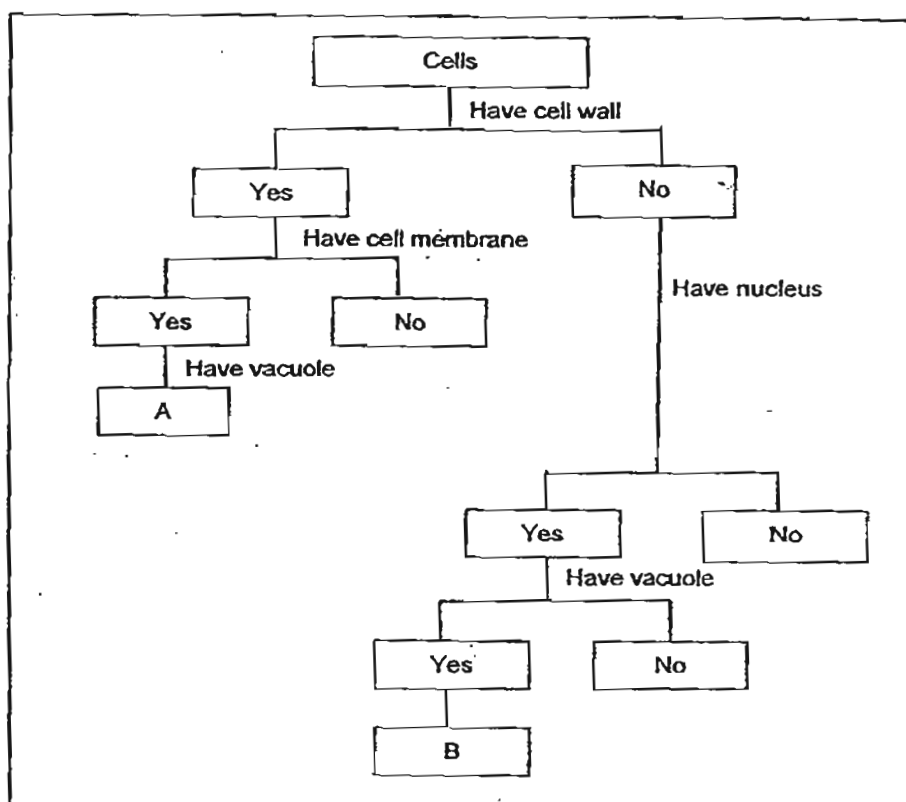 Cells
Have cell wall
Yes
No
Have cell membrane
Have nucleus
Yes
No
Have vacuole
A
Yes
No
Have vacuole
Yes
No
B